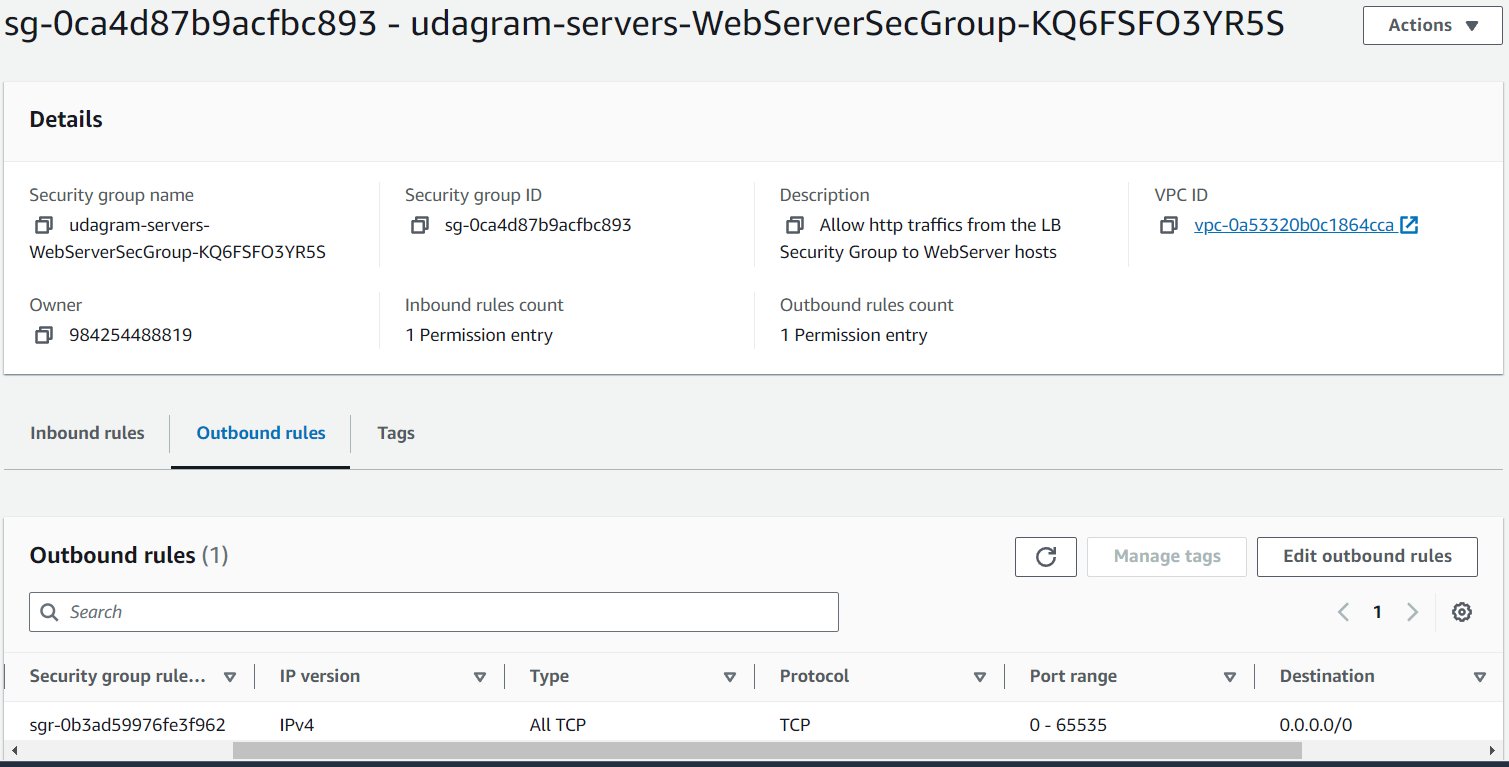 sg-0ca4d87b9acfbc893 - udagram-servers-WebServerSecGroup-KQ6FSFO3YR5S
Actions
Details
Security group name
udagram-servers-
WebServerSecGroup-KQ6FSFO3YR5S
Security group ID
sg-0ca4d87b9acfbc893
Description
Allow http traffics from the LB
Security Group to WebServer hosts
VPC ID
vpc-0a53320b0c1864cca
Owner
984254488819
Inbound rules count
1 Permission entry
Outbound rules count
1 Permission entry
Inbound rules
Outbound rules
Tags
Outbound rules (1)
Manage tags
Edit outbound rules
Search
1
Security group rule... IP version Type Protocol Port range Destination
sgr-0b3ad59976fe3f962 IPv4 All TCP TCP 0 - 65535 0.0.0.0/0